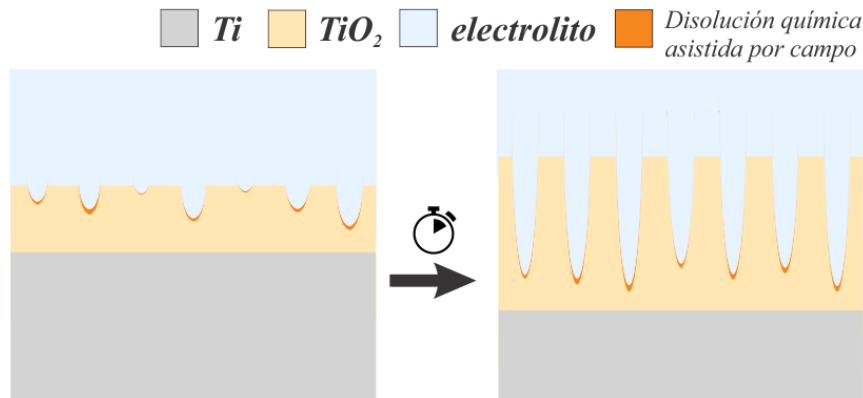 Ti TiO₂ electrolito Disolución química
asistida por campo